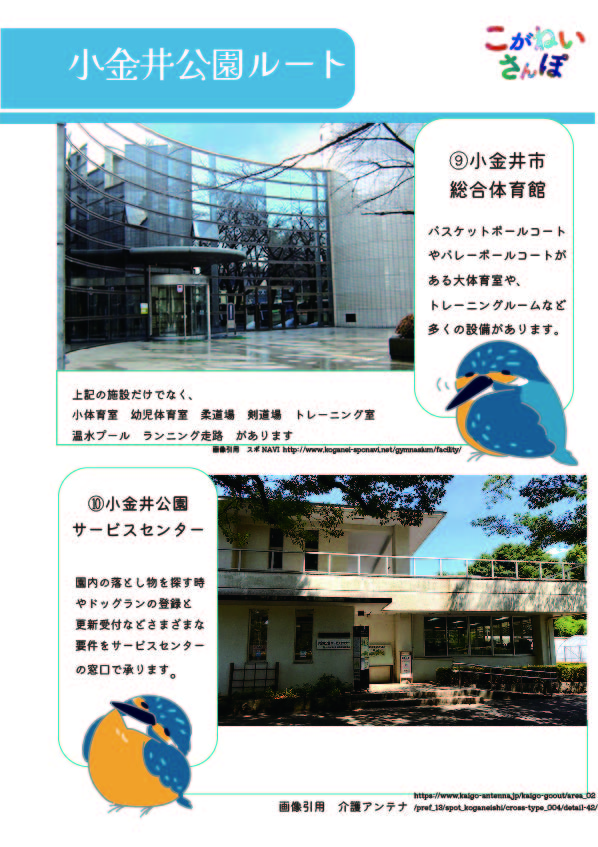 小金井公園ルート
こがねい
さんぽ
⑨小金井市
総合体育館
バスケットボールコート
やバレーボールコートが
ある大体育室や、
トレーニングルームなど
多くの設備があります。
上記の施設だけでなく、
小体育室　幼児体育室　柔道場　剣道場　トレーニング室
温水プール　ランニング走路　があります
画像引用　スポNAVI http://www.koganei-sponavi.net/gymnasium/facility/
⑩小金井公園
サービスセンター
園内の落とし物を探す時
やドッグランの登録と
更新受付などさまざまな
要件をサービスセンター
の窓口で承ります。
https://www.kaigo-antenna.jp/kaigo-goout/area_02
画像引用　介護アンテナ /pref_13/spot_koganeishi/cross-type_004/detail-42/